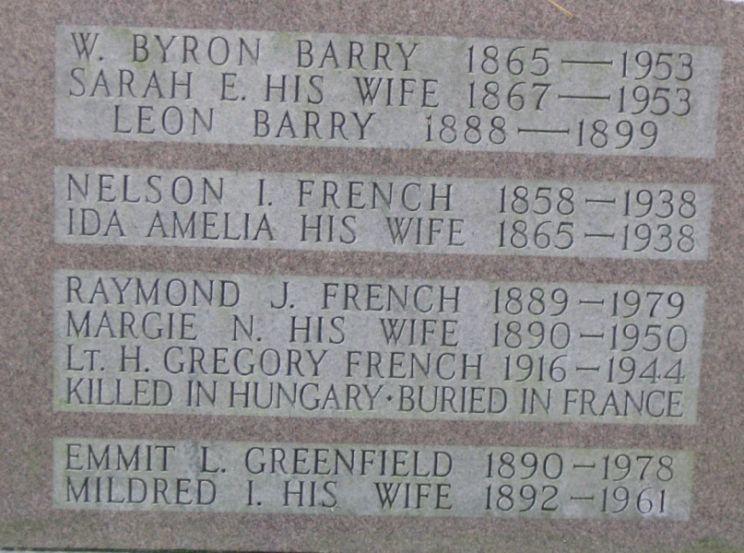 W. BYRON BARRY 1865—1953
SARAH E. HIS WIFE 1867—1953
LEON BARRY 1888—1899
NELSON I. FRENCH 1858—1938
IDA AMELIA HIS WIFE 1865—1938
RAYMOND J. FRENCH 1889—1979
MARGIE N. HIS WIFE 1890—1950
LT. H. GREGORY FRENCH 1916—1944
KILLED IN HUNGARY·BURIED IN FRANCE
EMMIT L. GREENFIELD 1890—1978
MILDRED I. HIS WIFE 1892—1961